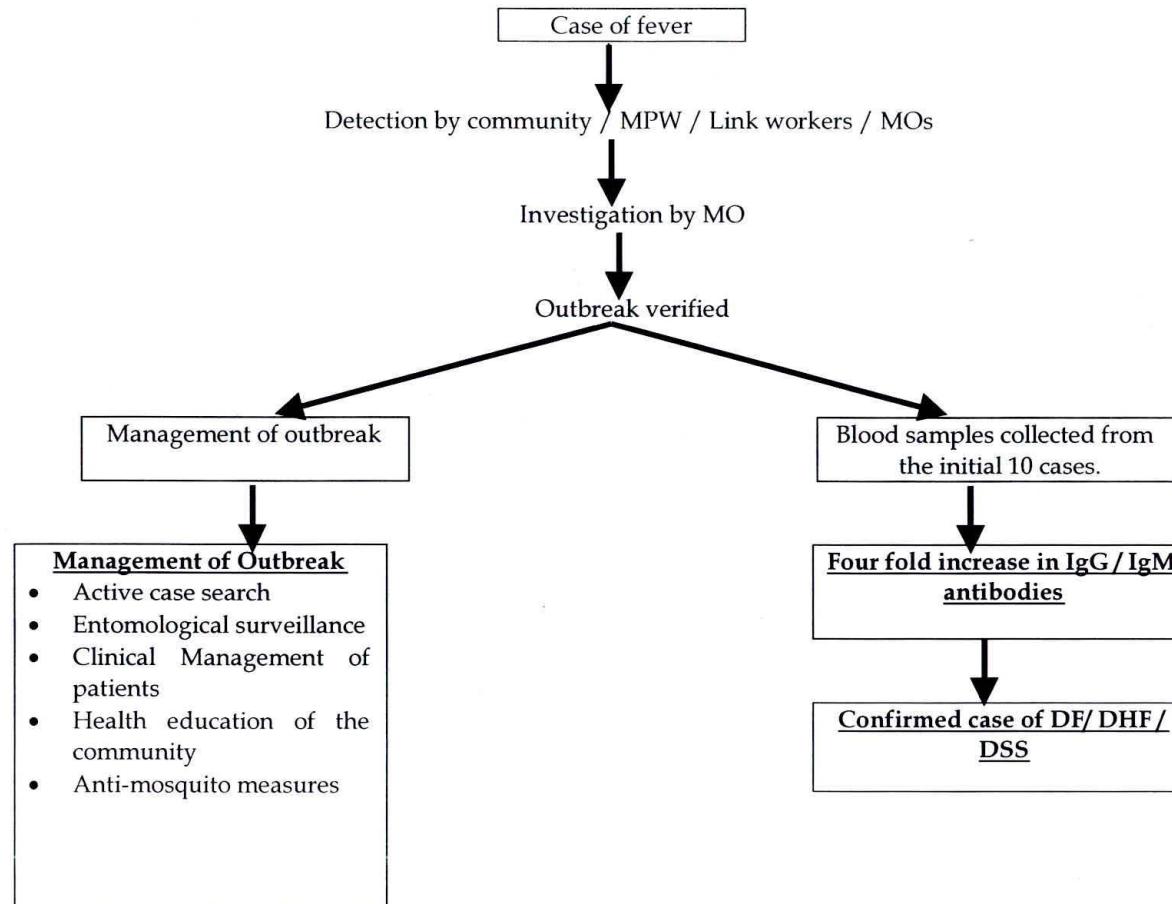 Case of fever
Detection by community / MPW / Link workers / MOs
Investigation by MO
Outbreak verified
Management of outbreak
Blood samples collected from
the initial 10 cases.
Management of Outbreak
• Active case search
• Entomological surveillance
• Clinical Management of
patients
• Health education of the
community
• Anti-mosquito measures
Four fold increase in IgG / IgM
antibodies
Confirmed case of DF/ DHF /
DSS